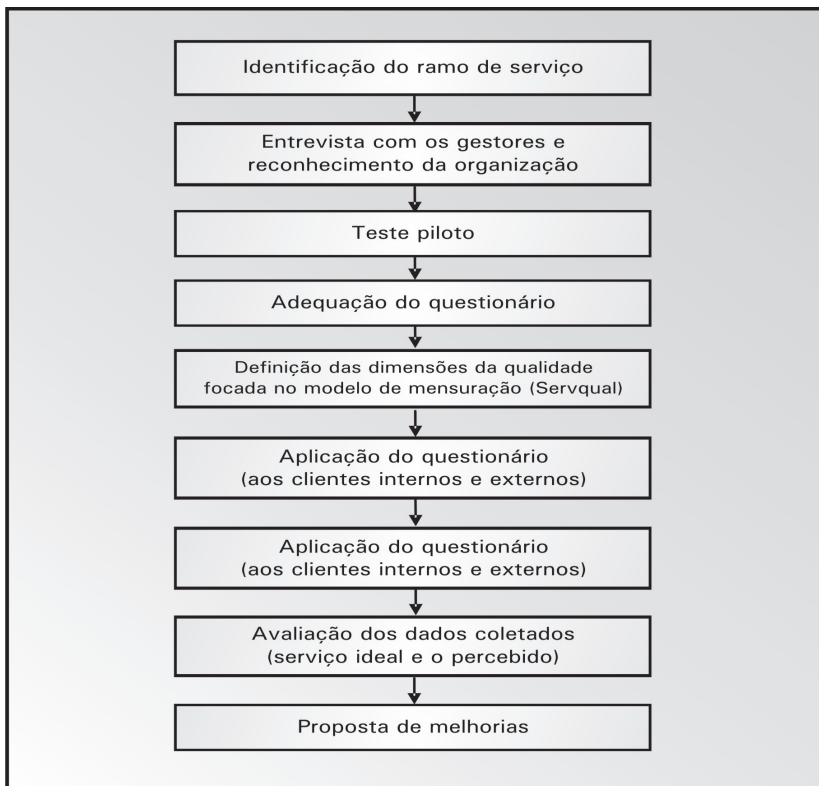 Identificação do ramo de serviço
Entrevista com os gestores e
reconhecimento da organização
Teste piloto
Adequação do questionário
Definição das dimensões da qualidade
focada no modelo de mensuração (Servqual)
Aplicação do questionário
(aos clientes internos e externos)
Aplicação do questionário
(aos clientes internos e externos)
Avaliação dos dados coletados
(serviço ideal e o percebido)
Proposta de melhorias